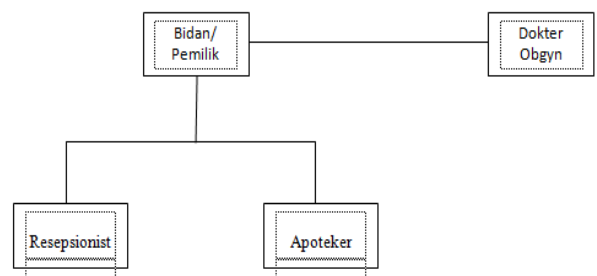 Bidan/
Pemilik
Dokter
Obgyn
Resepsionist
Apoteker